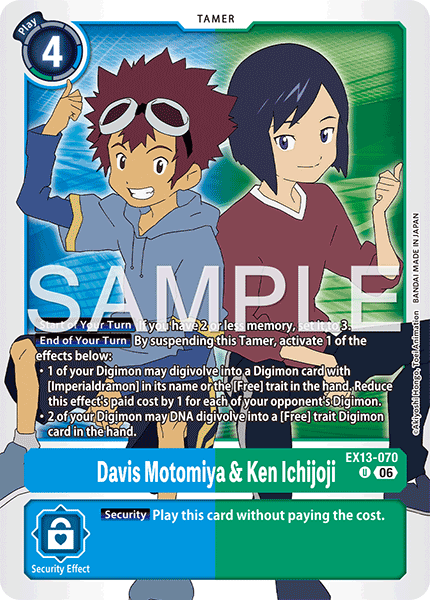 TAMER
Play
4
SAMPLE
Start of Your Turn If you have 2 or less memory, set it to 3.
End of Your Turn By suspending this Tamer, activate 1 of the
effects below:
• 1 of your Digimon may digivolve into a Digimon card with
[Imperialdramon] in its name or the [Free] trait in the hand. Reduce
this effect's paid cost by 1 for each of your opponent's Digimon.
• 2 of your Digimon may DNA digivolve into a [Free] trait Digimon
card in the hand.
©Akiyoshi Hongo, Toei Animation BANDAI MADE IN JAPAN
EX13-070
Davis Motomiya & Ken Ichijoji
U 06
Security Play this card without paying the cost.
Security Effect